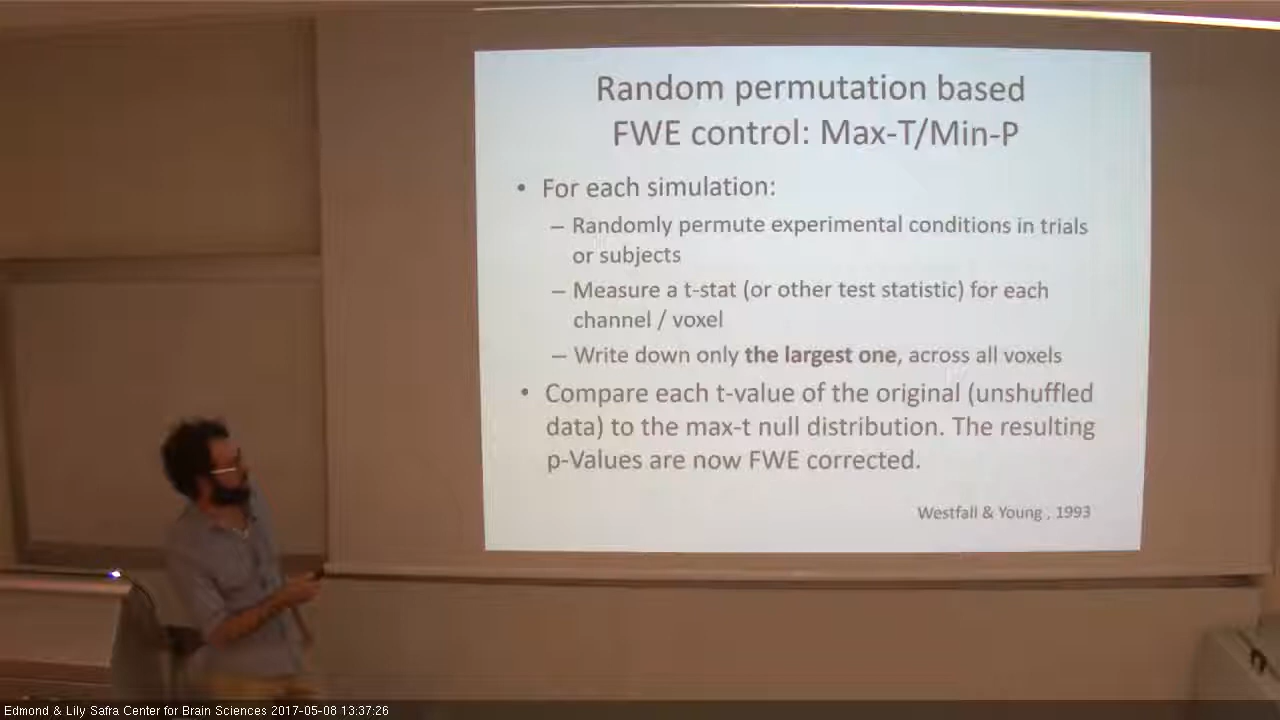 Random permutation based
FWE control: Max-T/Min-P
• For each simulation:
– Randomly permute experimental conditions in trials
or subjects
– Measure a t-stat (or other test statistic) for each
channel / voxel
– Write down only the largest one, across all voxels
• Compare each t-value of the original (unshuffled
data) to the max-t null distribution. The resulting
p-Values are now FWE corrected.
Westfall & Young , 1993
Edmond & Lily Safra Center for Brain Sciences 2017-05-08 13:37:26